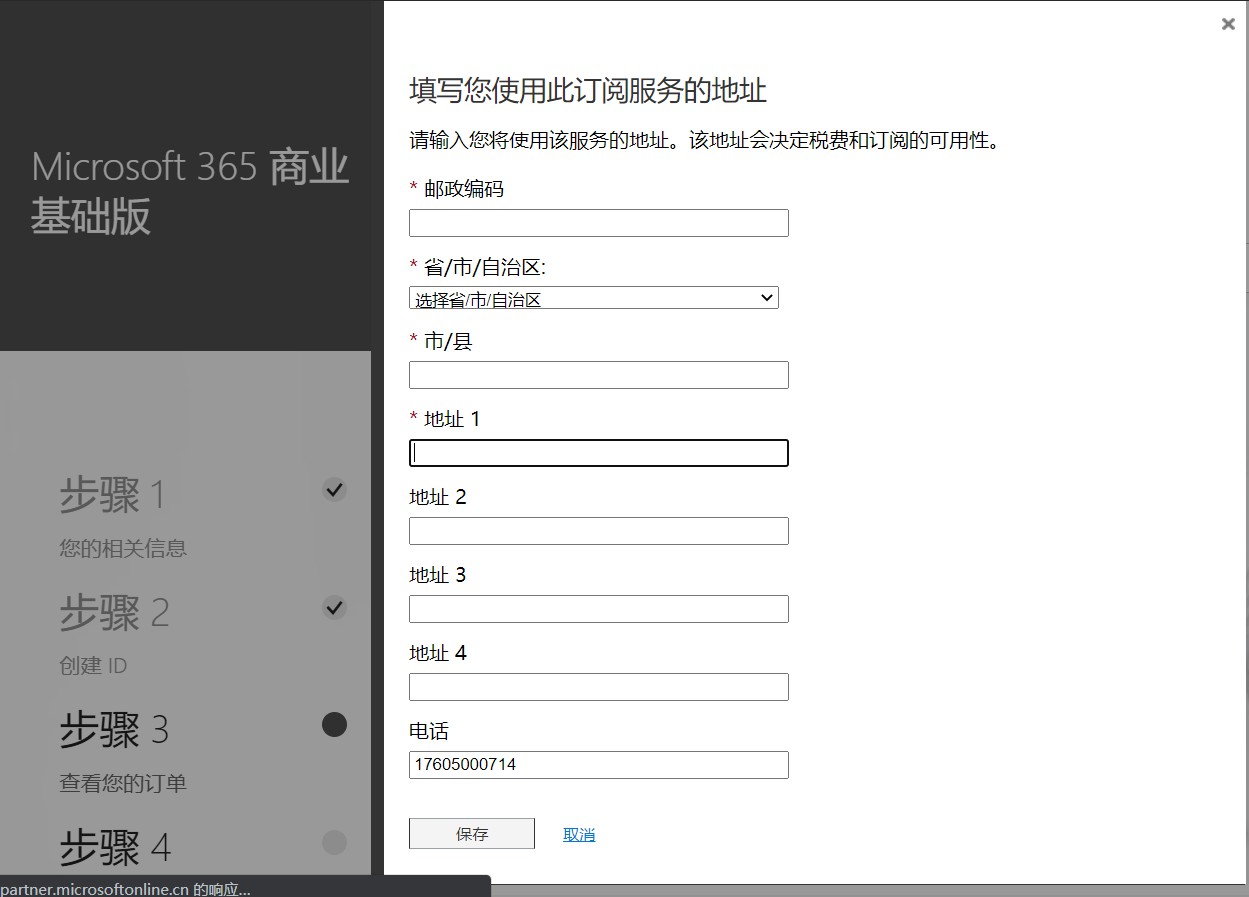 Microsoft 365 商业
基础版
步骤 1
您的相关信息
步骤 2
创建 ID
步骤 3
查看您的订单
步骤 4
填写您使用此订阅服务的地址
请输入您将使用该服务的地址。该地址会决定税费和订阅的可用性。
* 邮政编码
* 省/市/自治区:
选择省/市/自治区
* 市/县
* 地址 1
地址 2
地址 3
地址 4
电话
17605000714
保存 取消
partner.microsoftonline.cn 的响应...